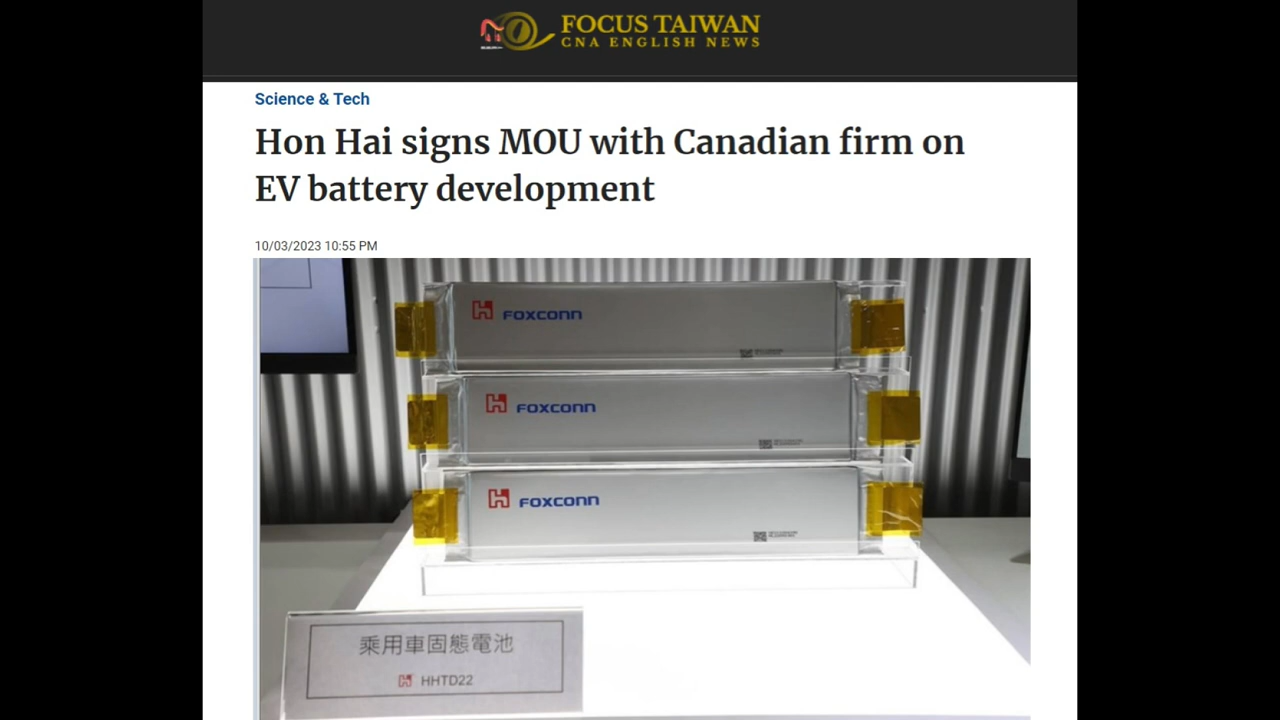 FOCUS TAIWAN
CNA ENGLISH NEWS
Science & Tech
Hon Hai signs MOU with Canadian firm on
EV battery development
10/03/2023 10:55 PM
FOXCONN
FOXCONN
FOXCONN
乘用車固態電池
HHTD22